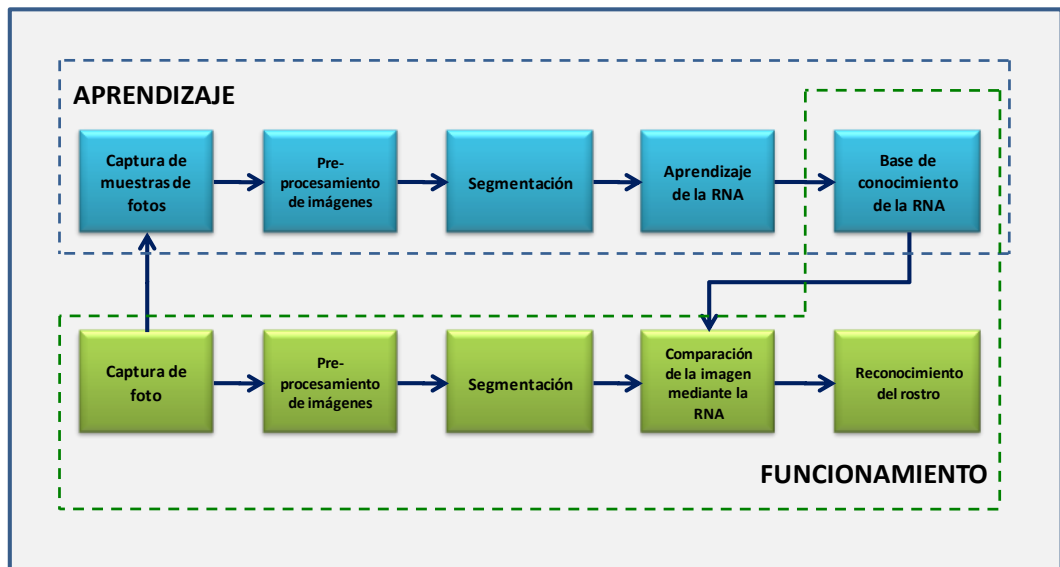 APRENDIZAJE
Captura de
muestras de
fotos
Pre-
procesamiento
de imágenes
Segmentación
Aprendizaje
de la RNA
Base de
conocimiento
de la RNA
Captura de
foto
Pre-
procesamiento
de imágenes
Segmentación
Comparación
de la imagen
mediante la
RNA
Reconocimiento
del rostro
FUNCIONAMIENTO